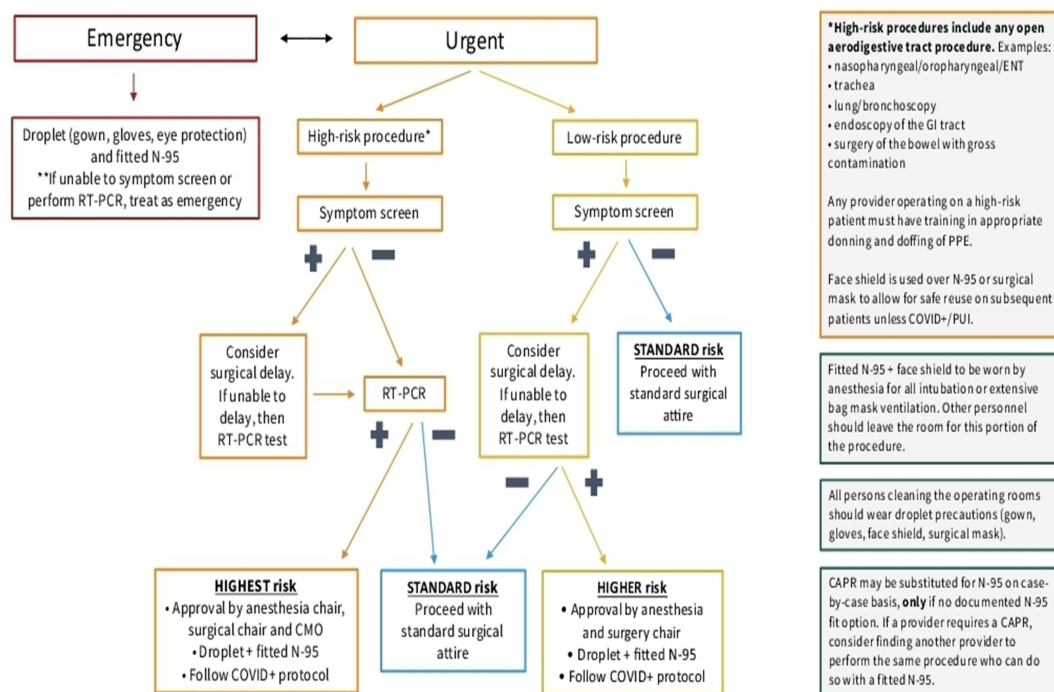 Emergency
Urgent
Droplet (gown, gloves, eye protection)
and fitted N-95
**If unable to symptom screen or
perform RT-PCR, treat as emergency
High-risk procedure*
Low-risk procedure
Symptom screen
Symptom screen
+ −
+ −
Consider
surgical delay.
If unable to
delay, then
RT-PCR test
RT-PCR
Consider
surgical delay.
If unable to
delay, then
RT-PCR test
STANDARD risk
Proceed with
standard surgical
attire
+ −
− +
HIGHEST risk
• Approval by anesthesia chair,
surgical chair and CMO
• Droplet + fitted N-95
• Follow COVID+ protocol
STANDARD risk
Proceed with
standard surgical
attire
HIGHER risk
• Approval by anesthesia
and surgery chair
• Droplet + fitted N-95
• Follow COVID+ protocol
*High-risk procedures include any open
aerodigestive tract procedure. Examples:
• nasopharyngeal/oropharyngeal/ENT
• trachea
• lung/bronchoscopy
• endoscopy of the GI tract
• surgery of the bowel with gross
contamination
Any provider operating on a high-risk
patient must have training in appropriate
donning and doffing of PPE.
Face shield is used over N-95 or surgical
mask to allow for safe reuse on subsequent
patients unless COVID+/PUI.
Fitted N-95 + face shield to be worn by
anesthesia for all intubation or extensive
bag mask ventilation. Other personnel
should leave the room for this portion of
the procedure.
All persons cleaning the operating rooms
should wear droplet precautions (gown,
gloves, face shield, surgical mask).
CAPR may be substituted for N-95 on case-
by-case basis, only if no documented N-95
fit option. If a provider requires a CAPR,
consider finding another provider to
perform the same procedure who can do
so with a fitted N-95.